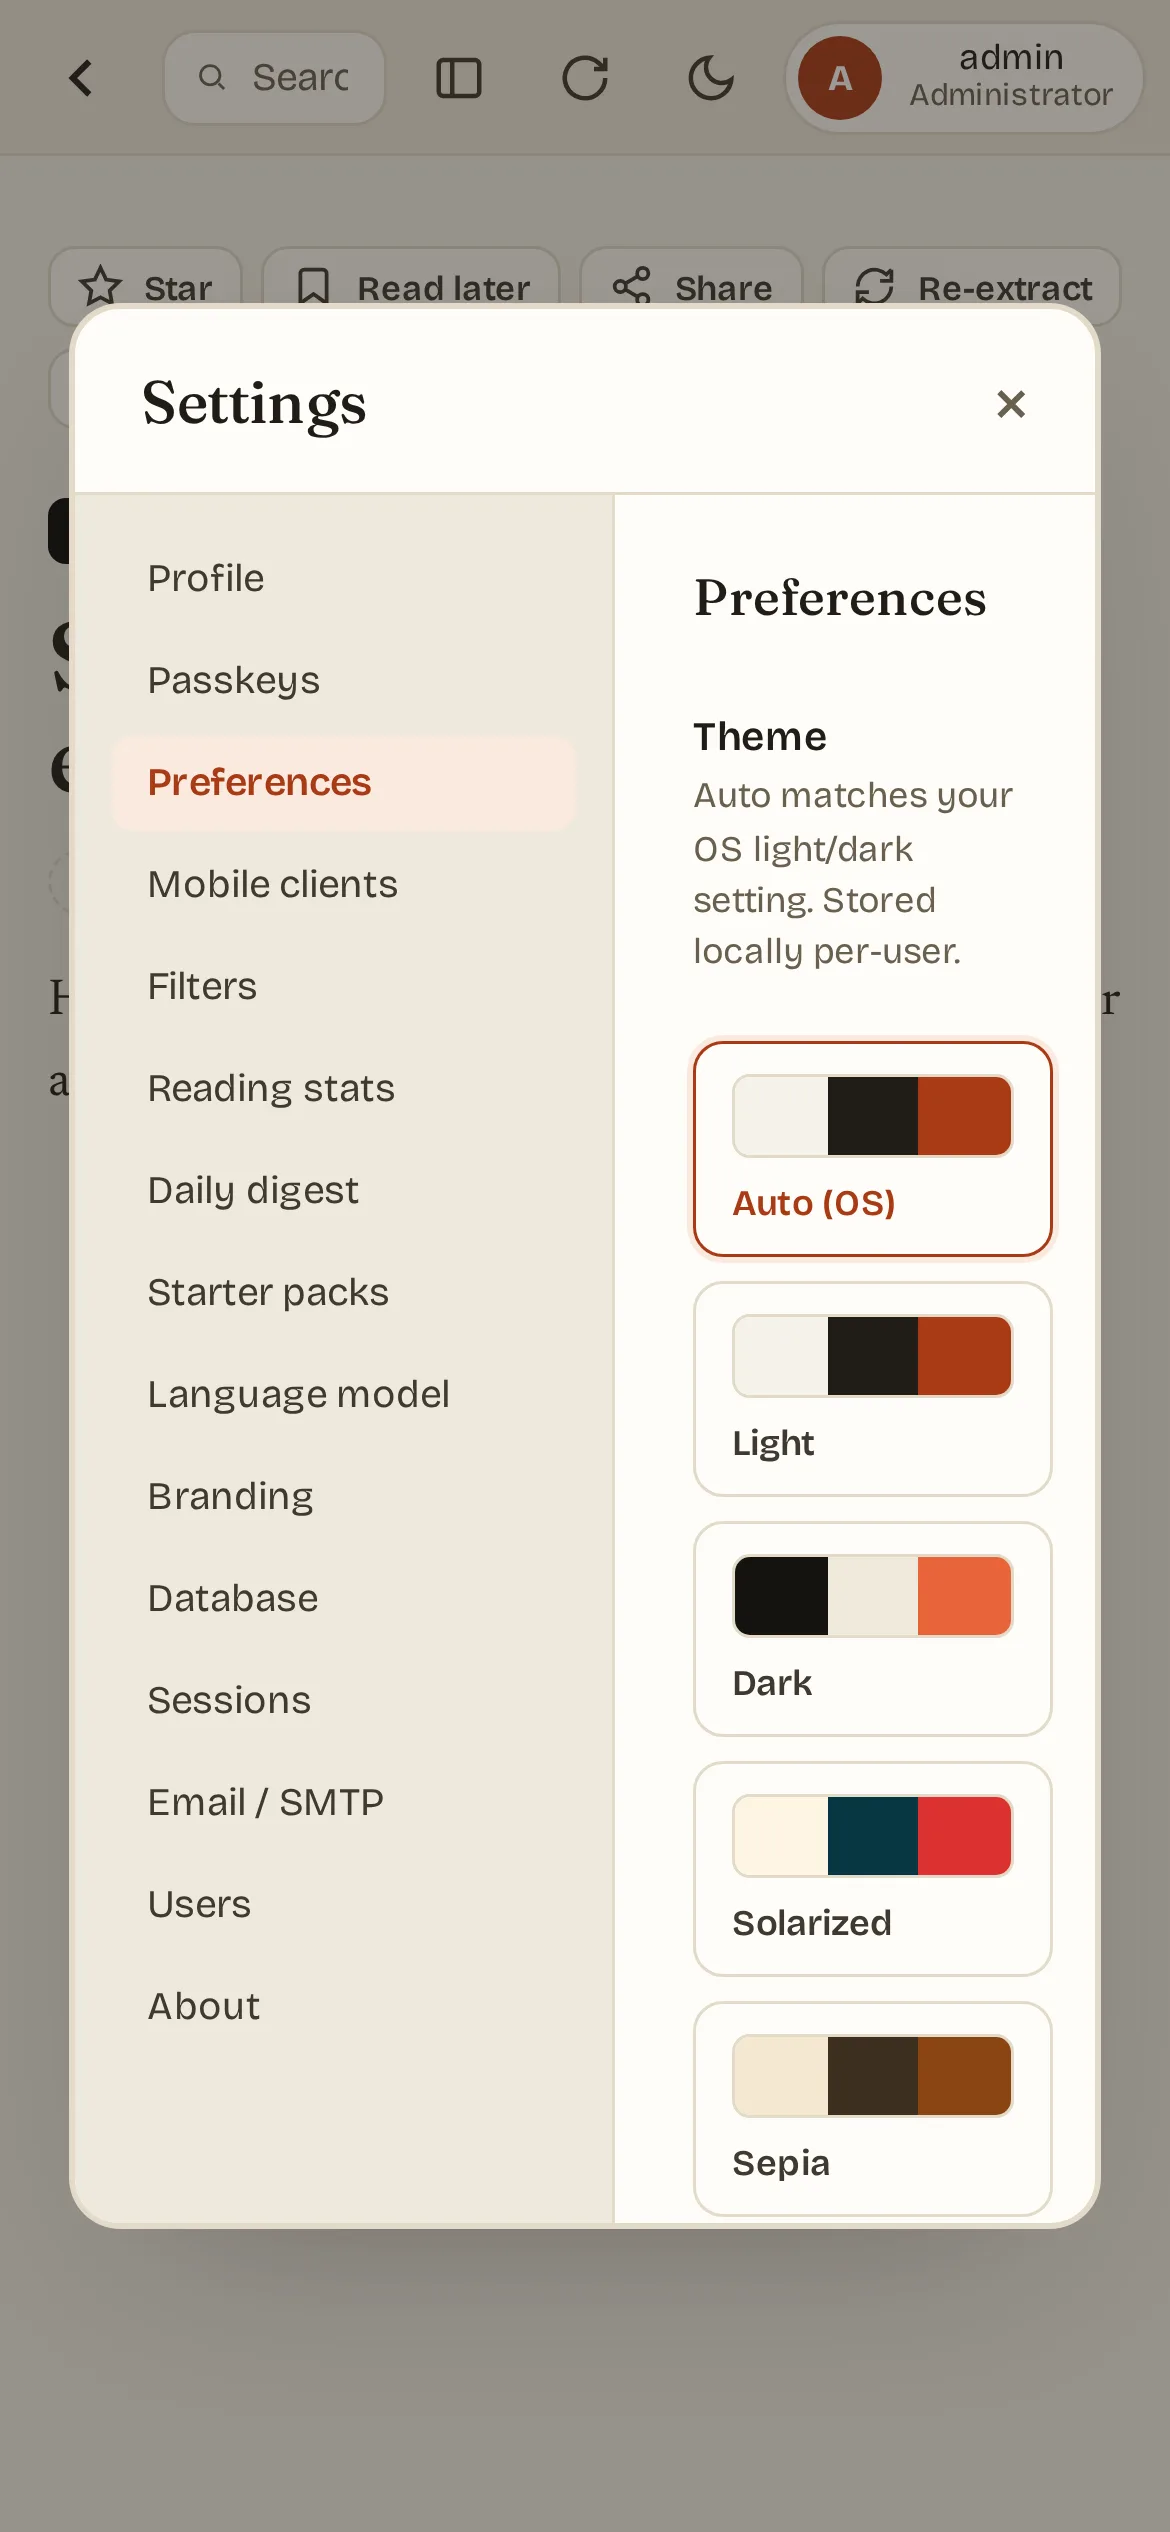 Searc
A
admin
Administrator
Star
Read later
Share
Re-extract
Settings
Profile
Passkeys
Preferences
Mobile clients
Filters
Reading stats
Daily digest
Starter packs
Language model
Branding
Database
Sessions
Email / SMTP
Users
About
Preferences
Theme
Auto matches your
OS light/dark
setting. Stored
locally per-user.
Auto (OS)
Light
Dark
Solarized
Sepia